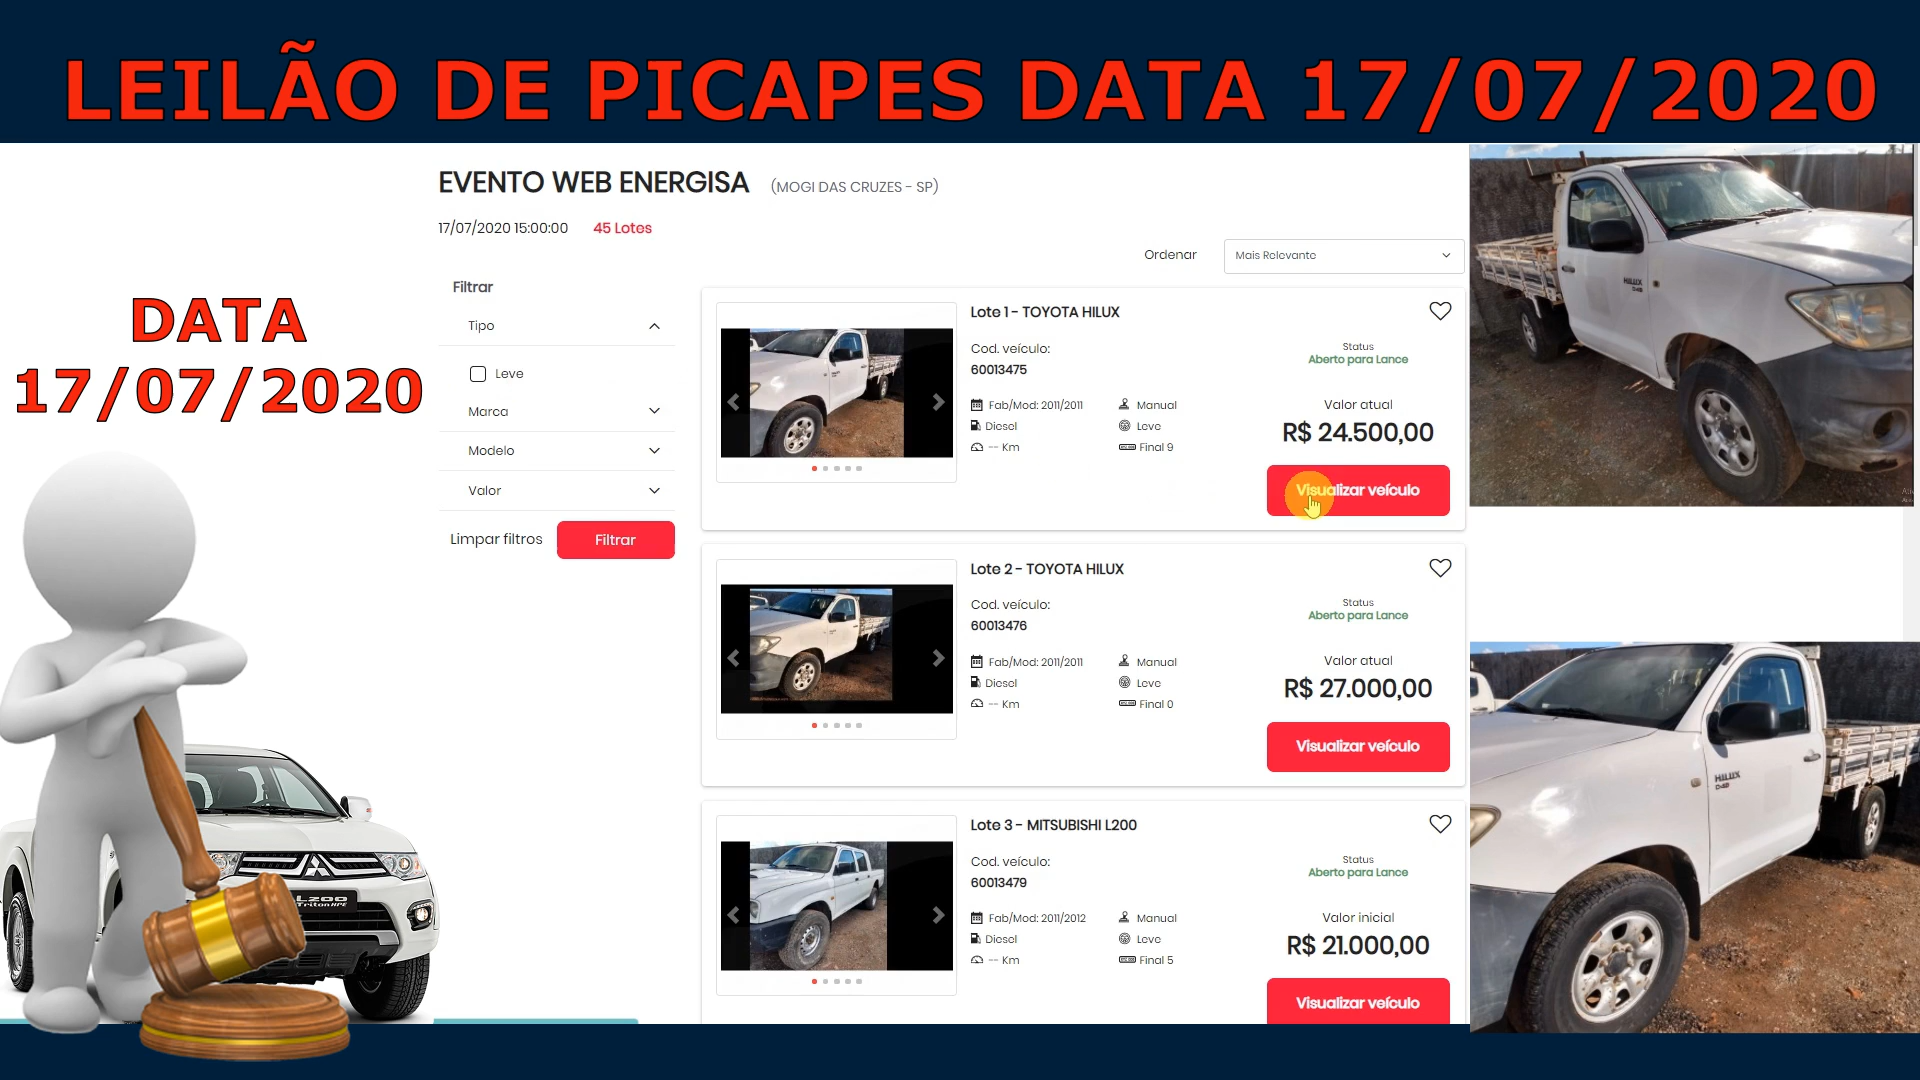 LEILÃO DE PICAPES DATA 17/07/2020
DATA
17/07/2020
EVENTO WEB ENERGISA (MOGI DAS CRUZES - SP)
17/07/2020 15:00:00 45 Lotes
Ordenar Mais Relevante
Filtrar
Tipo
Leve
Marca
Modelo
Valor
Limpar filtros Filtrar
Lote 1 - TOYOTA HILUX
Cod. veículo:
60013475
Fab/Mod: 2011/2011 Manual
Diesel Leve
-- Km Final 9
Status
Aberto para Lance
Valor atual
R$ 24.500,00
Visualizar veículo
Lote 2 - TOYOTA HILUX
Cod. veículo:
60013476
Fab/Mod: 2011/2011 Manual
Diesel Leve
-- Km Final 0
Status
Aberto para Lance
Valor atual
R$ 27.000,00
Visualizar veículo
Lote 3 - MITSUBISHI L200
Cod. veículo:
60013479
Fab/Mod: 2011/2012 Manual
Diesel Leve
-- Km Final 5
Status
Aberto para Lance
Valor inicial
R$ 21.000,00
Visualizar veículo
HILUX
HILUX
D-4D
L200
Triton HPE